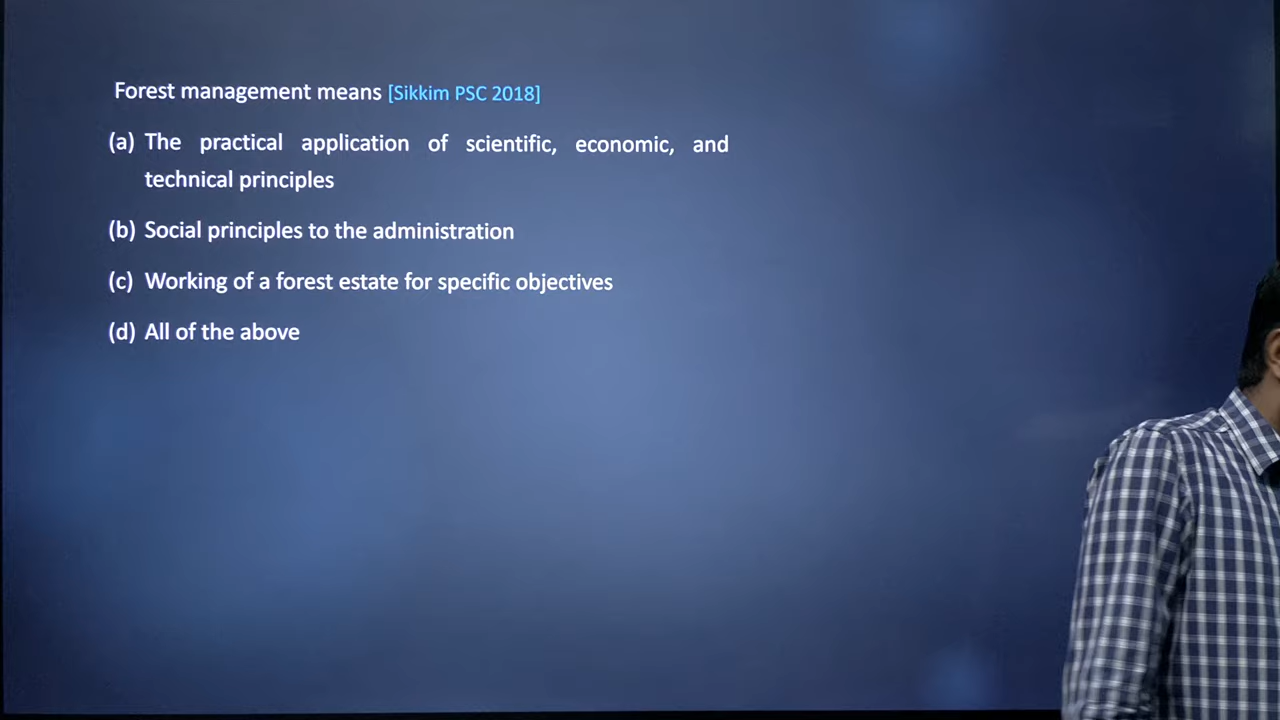 Forest management means [Sikkim PSC 2018]
(a) The practical application of scientific, economic, and
technical principles
(b) Social principles to the administration
(c) Working of a forest estate for specific objectives
(d) All of the above